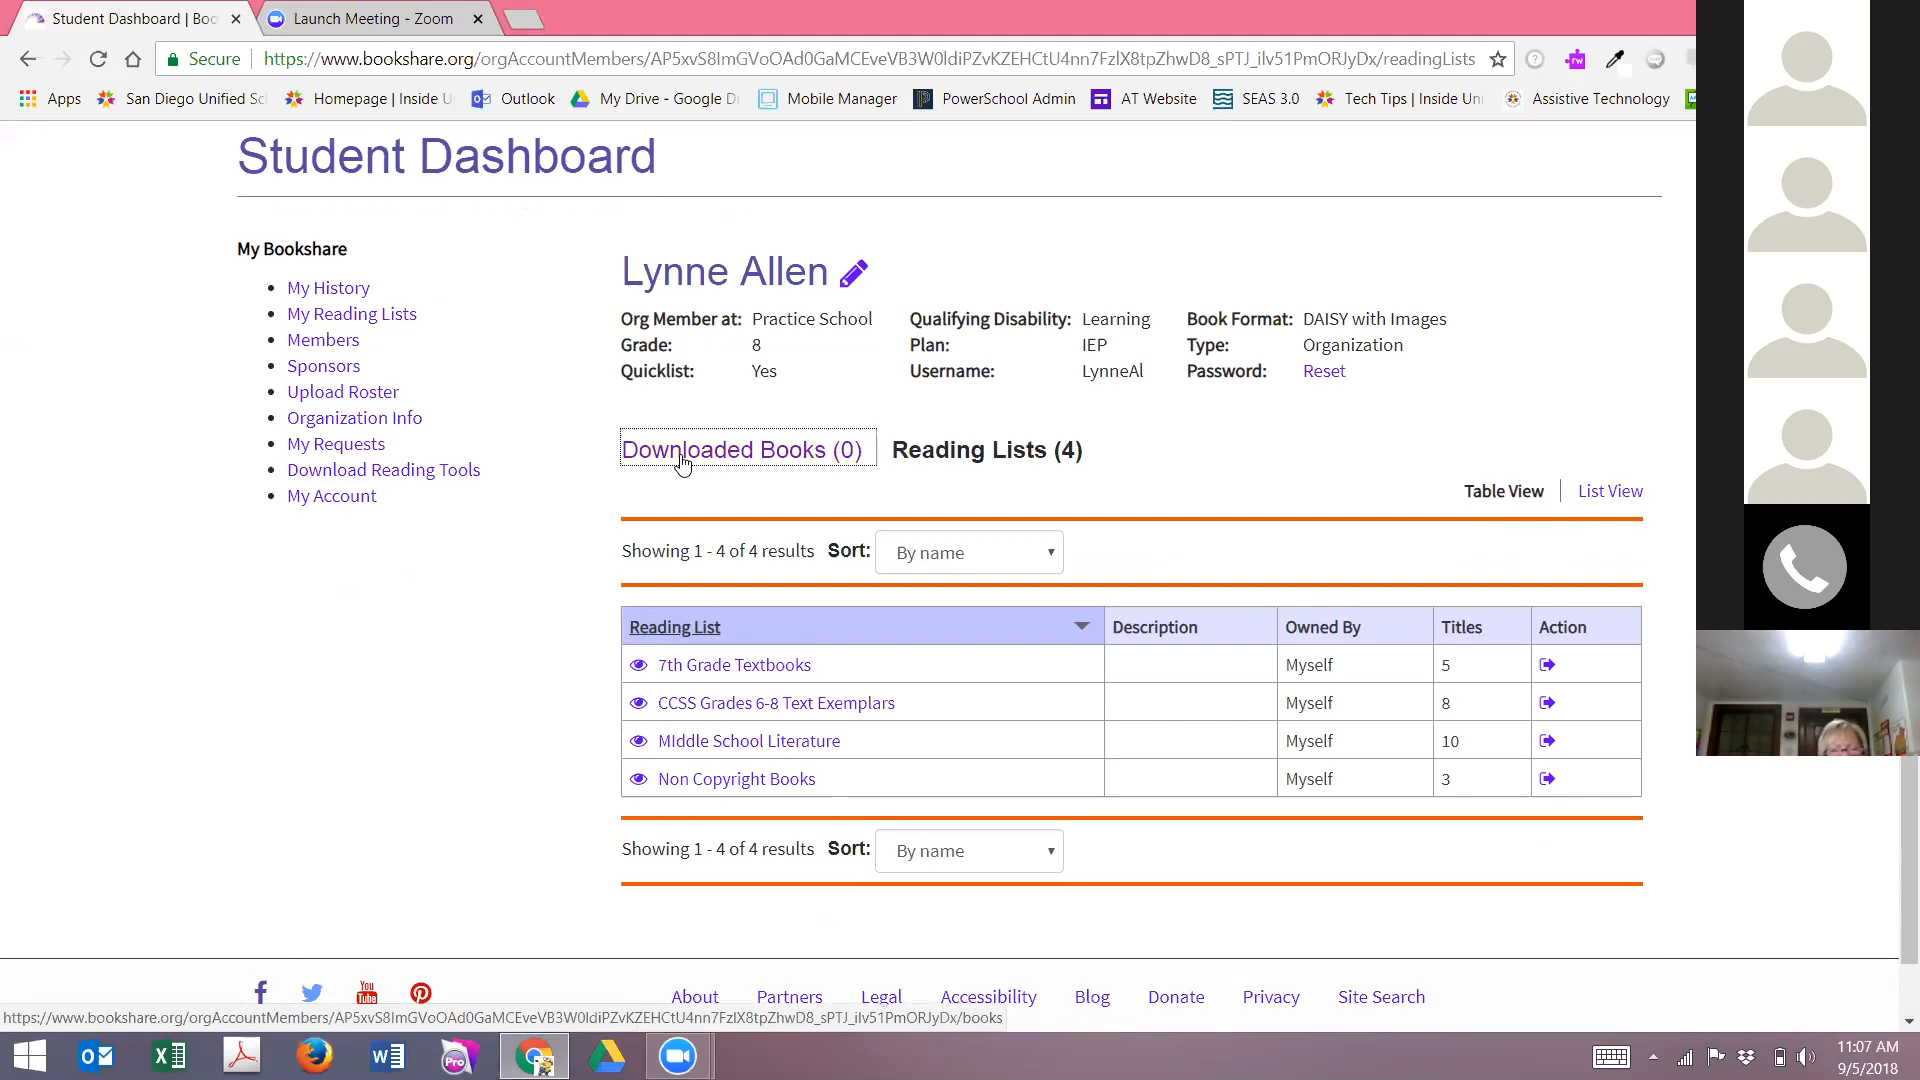 Student Dashboard | Boo
Launch Meeting - Zoom
Secure
https://www.bookshare.org/orgAccountMembers/AP5xvS8ImGVoOAd0GaMCEveVB3W0ldiPZvKZEHCtU4nn7FzlX8tpZhwD8_sPTJ_ilv51PmORJyDx/readingLists
Apps San Diego Unified Sc Homepage | Inside U Outlook My Drive - Google D Mobile Manager PowerSchool Admin AT Website SEAS 3.0 Tech Tips | Inside Un Assistive Technology
Student Dashboard
My Bookshare
My History
My Reading Lists
Members
Sponsors
Upload Roster
Organization Info
My Requests
Download Reading Tools
My Account
Lynne Allen
Org Member at: Practice School Qualifying Disability: Learning Book Format: DAISY with Images
Grade: 8 Plan: IEP Type: Organization
Quicklist: Yes Username: LynneAl Password: Reset
Downloaded Books (0) Reading Lists (4)
Table View List View
Showing 1 - 4 of 4 results Sort: By name
Reading List Description Owned By Titles Action
7th Grade Textbooks Myself 5
CCSS Grades 6-8 Text Exemplars Myself 8
MIddle School Literature Myself 10
Non Copyright Books Myself 3
Showing 1 - 4 of 4 results Sort: By name
You Tube
About Partners Legal Accessibility Blog Donate Privacy Site Search
https://www.bookshare.org/orgAccountMembers/AP5xvS8ImGVoOAd0GaMCEveVB3W0ldiPZvKZEHCtU4nn7FzlX8tpZhwD8_sPTJ_ilv51PmORJyDx/books
Pro
11:07 AM
9/5/2018